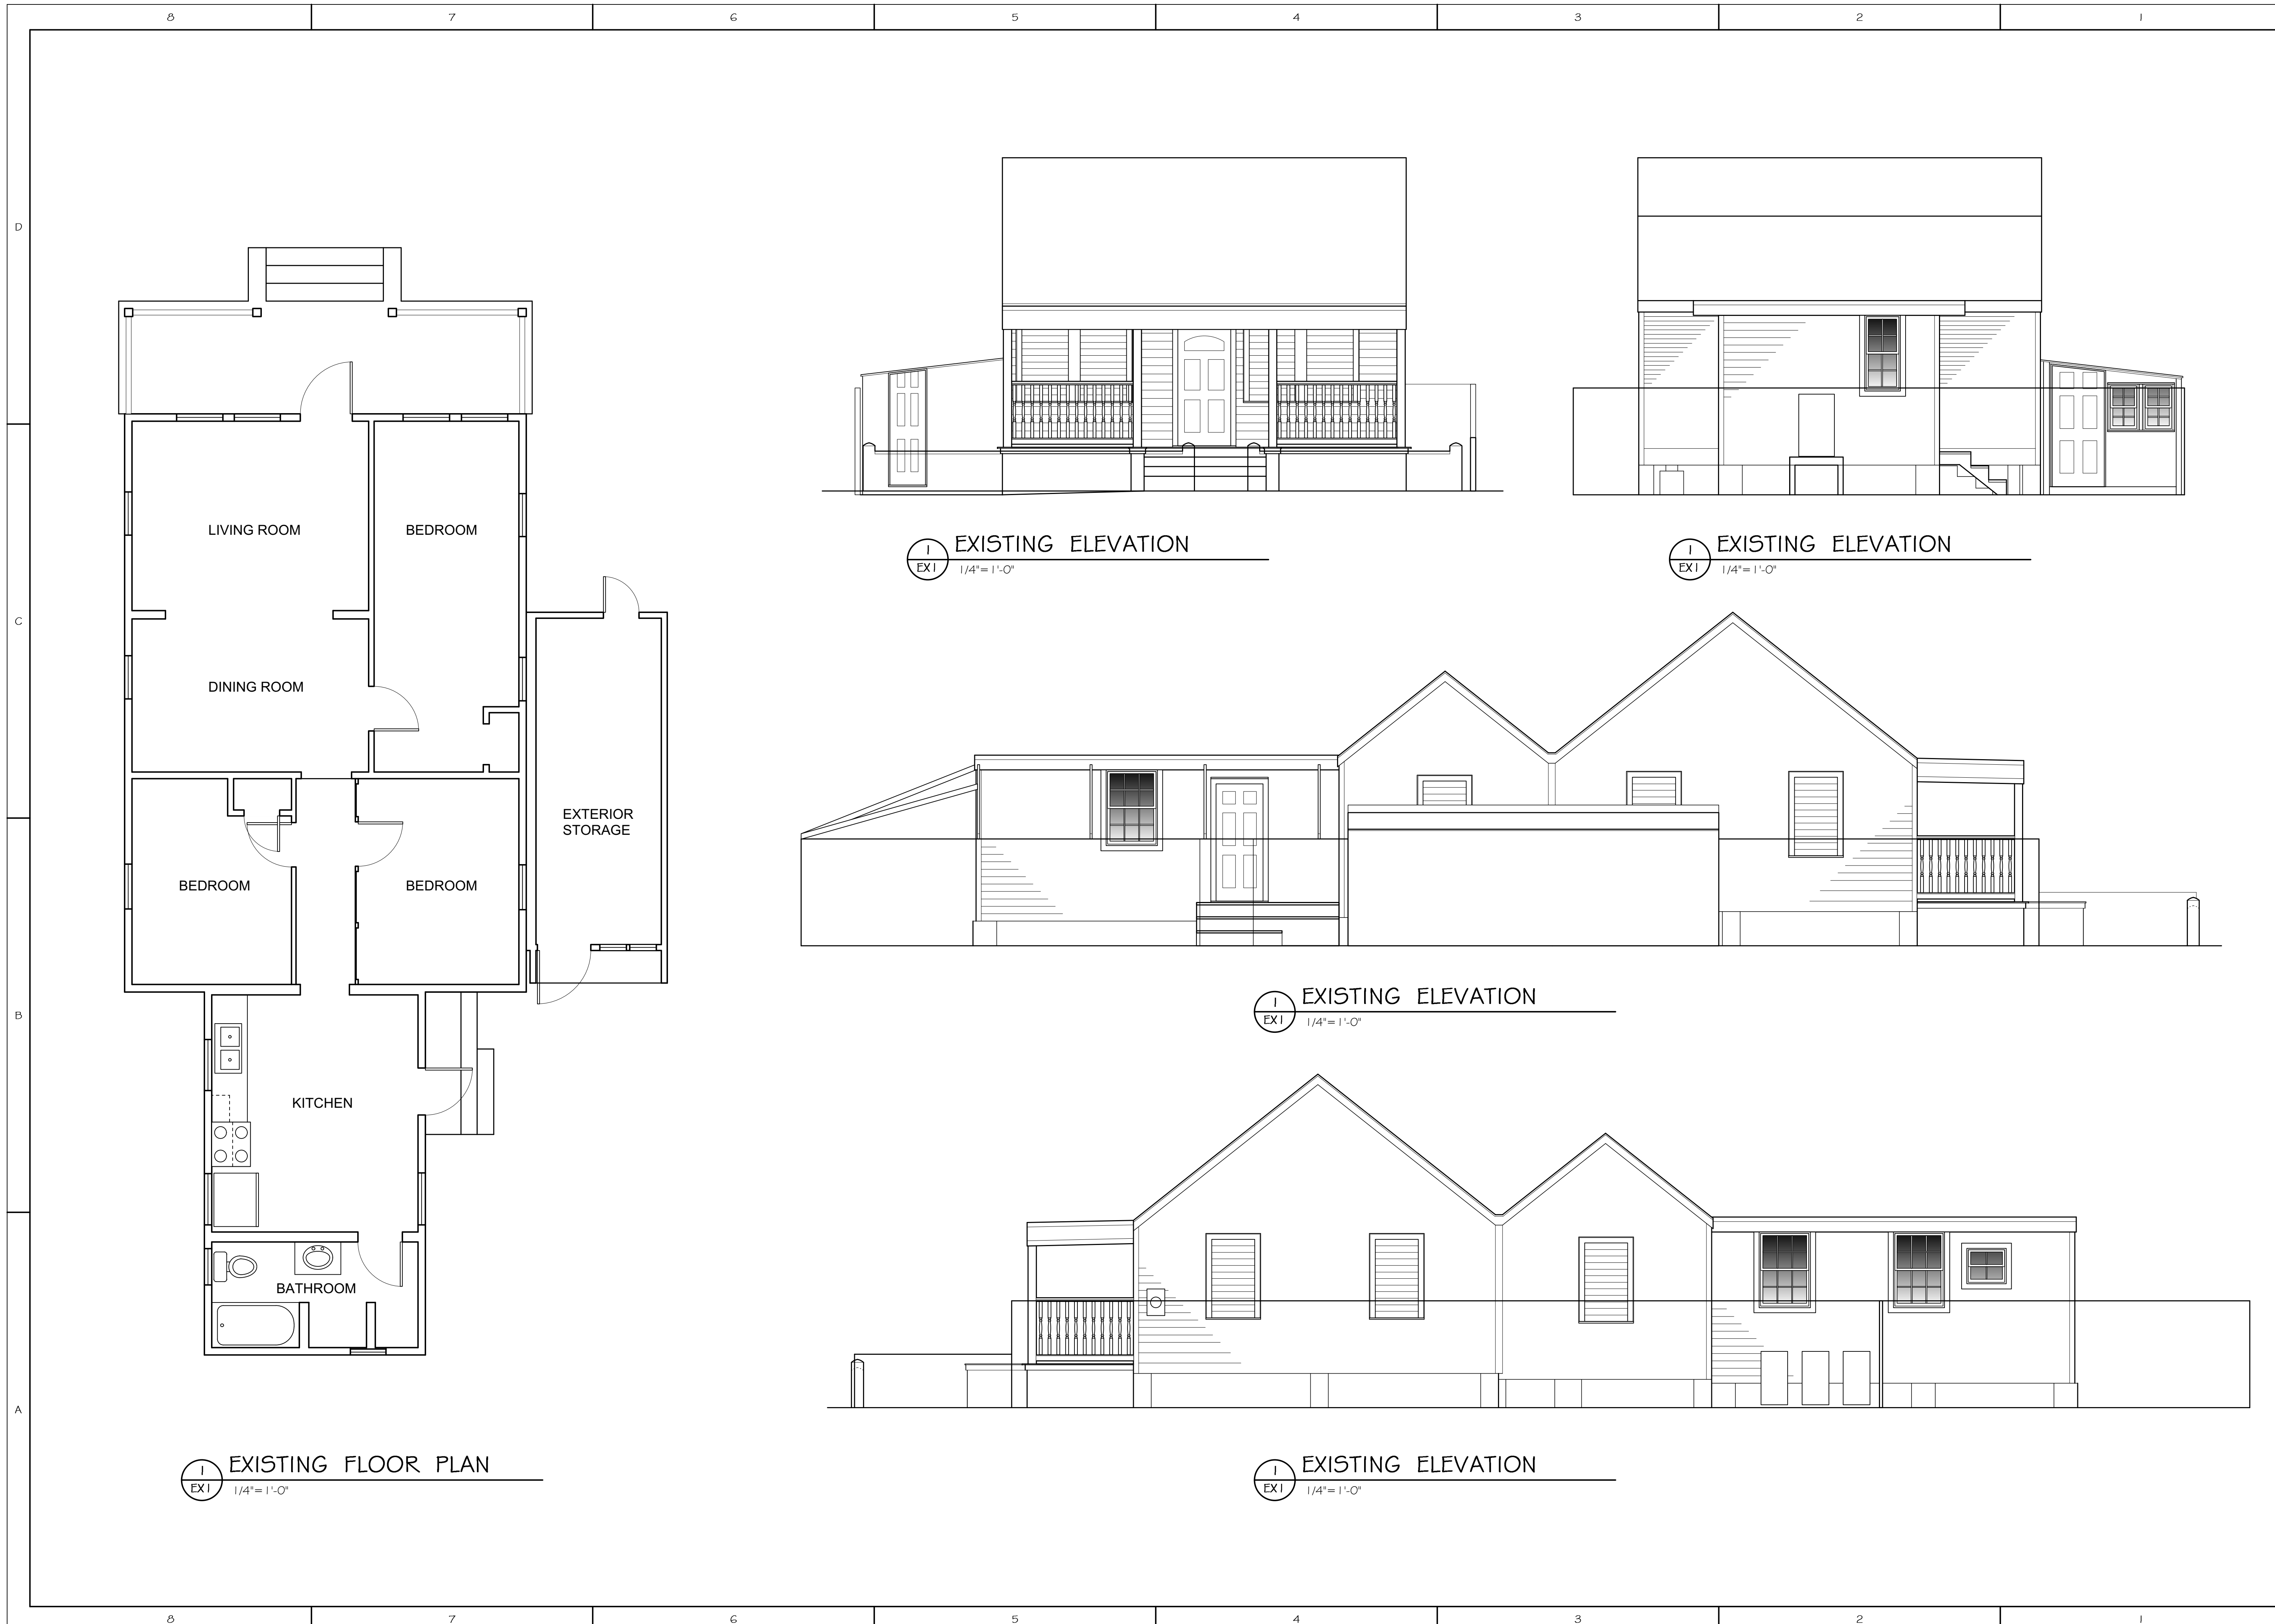 8 7 6 5 4 3 2 1
D
C
B
A
LIVING ROOM
BEDROOM
DINING ROOM
EXTERIOR
STORAGE
BEDROOM
BEDROOM
KITCHEN
BATHROOM
1
EX1
EXISTING FLOOR PLAN
1/4"=1'-0"
1
EX1
EXISTING ELEVATION
1/4"=1'-0"
1
EX1
EXISTING ELEVATION
1/4"=1'-0"
1
EX1
EXISTING ELEVATION
1/4"=1'-0"
1
EX1
EXISTING ELEVATION
1/4"=1'-0"
8 7 6 5 4 3 2 1